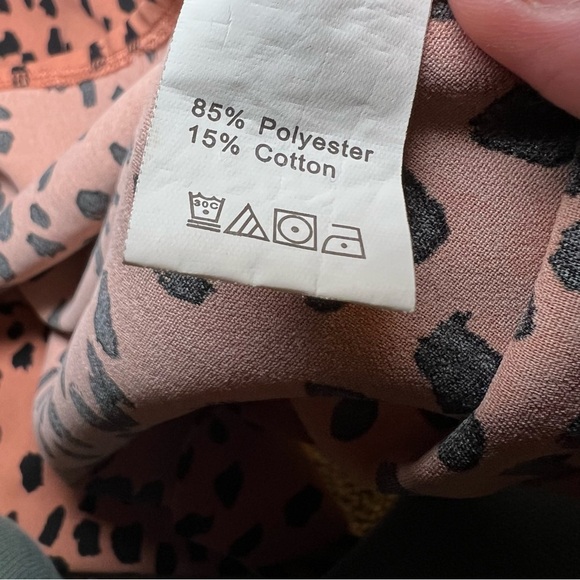 85% Polyester
15% Cotton
30C